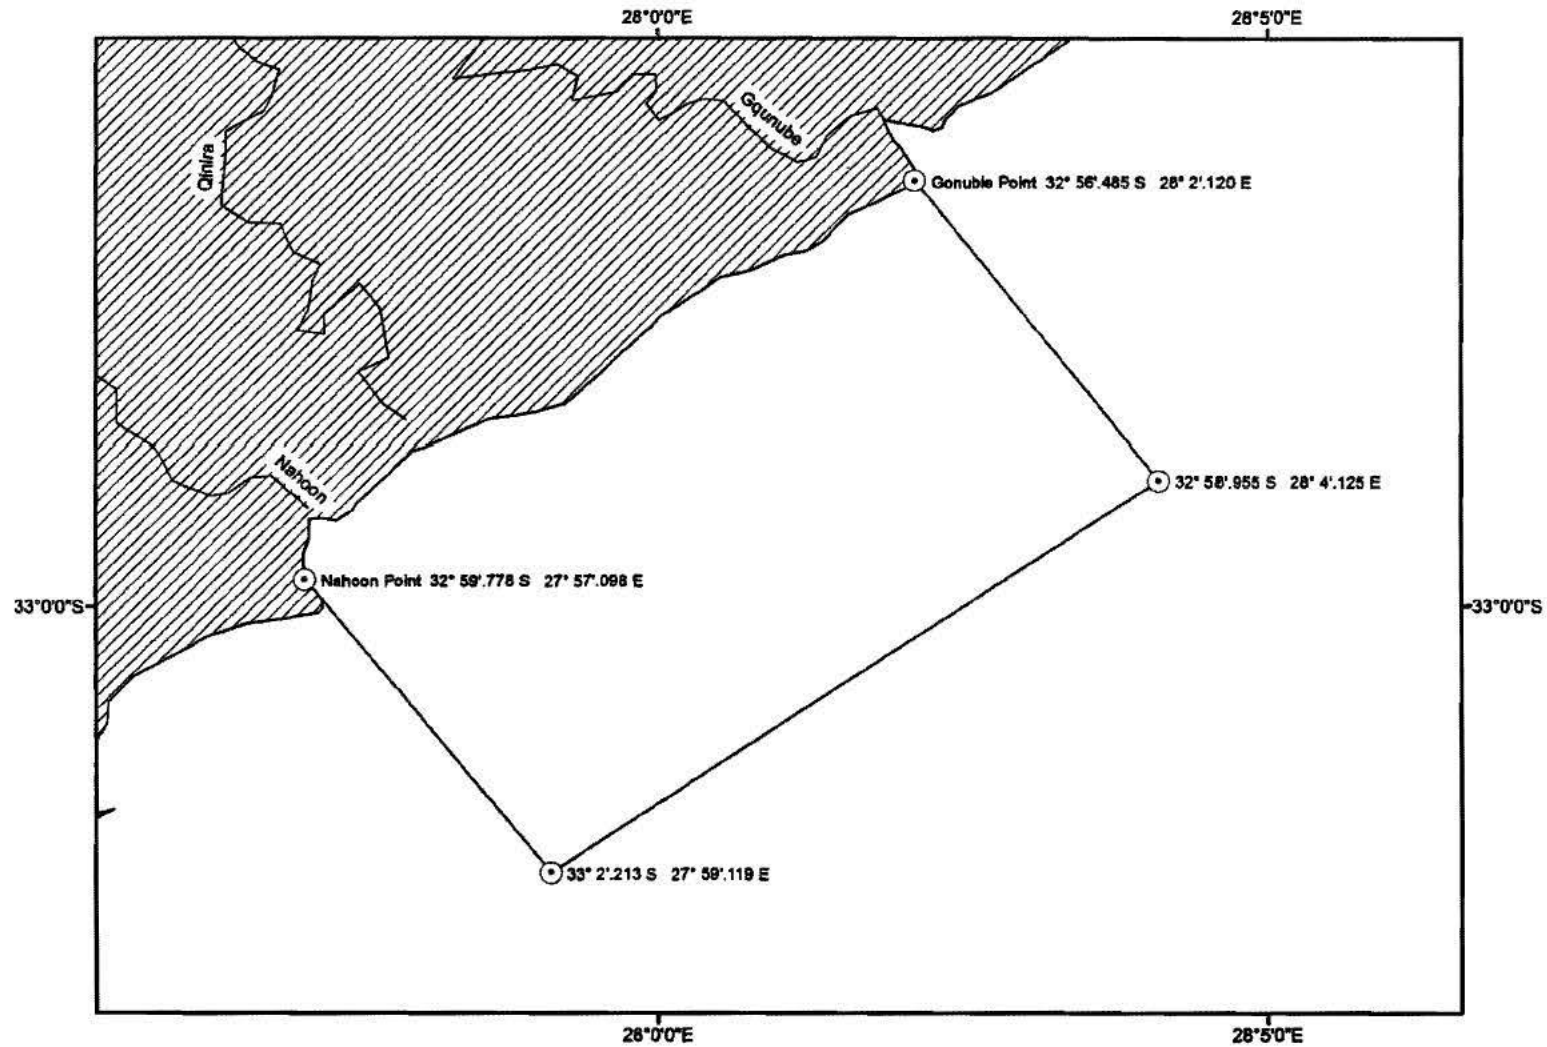 28°0'0"E
28°5'0"E
Gqunube
Qinira
Gonubie Point 32° 56'.485 S 28° 2'.120 E
Nahoon
32° 58'.955 S 28° 4'.125 E
Nahoon Point 32° 59'.778 S 27° 57'.098 E
33°0'0"S
33°0'0"S
33° 2'.213 S 27° 59'.119 E
28°0'0"E
28°5'0"E